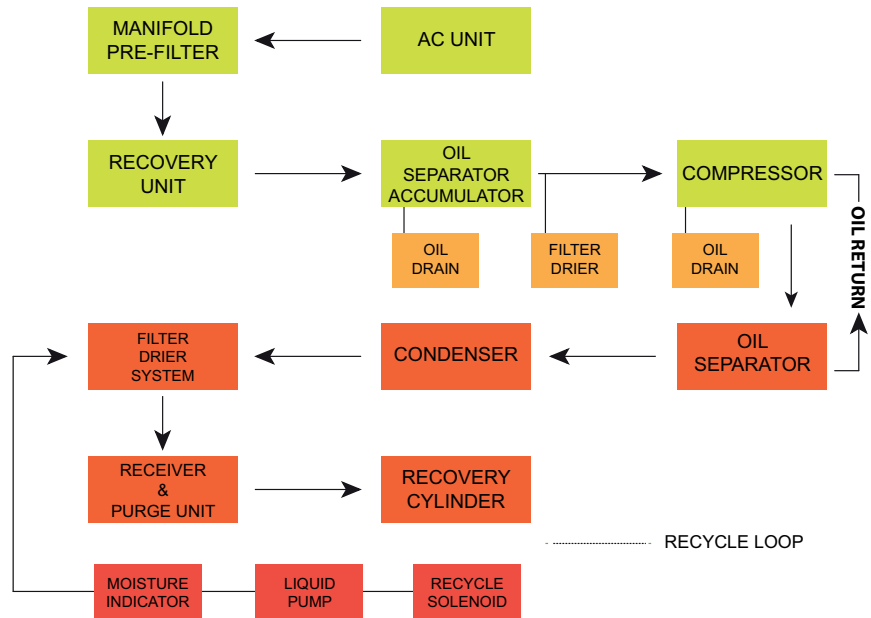 MANIFOLD
PRE-FILTER
AC UNIT
RECOVERY
UNIT
OIL
SEPARATOR
ACCUMULATOR
COMPRESSOR
OIL
DRAIN
FILTER
DRIER
OIL
DRAIN
OIL RETURN
FILTER
DRIER
SYSTEM
CONDENSER
OIL
SEPARATOR
RECEIVER
&
PURGE UNIT
RECOVERY
CYLINDER
RECYCLE LOOP
MOISTURE
INDICATOR
LIQUID
PUMP
RECYCLE
SOLENOID